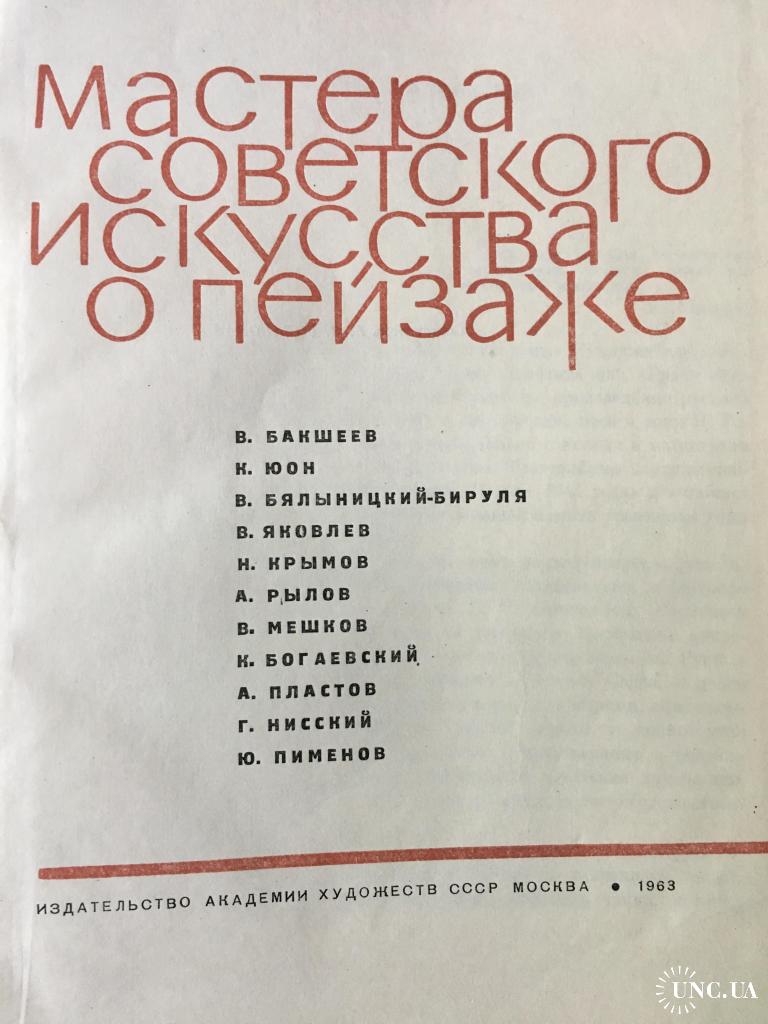 мастера
советского
искусства
о пейзаже
В. БАКШЕЕВ
К. ЮОН
В. БЯЛЫНИЦКИЙ-БИРУЛЯ
В. ЯКОВЛЕВ
Н. КРЫМОВ
А. РЫЛОВ
В. МЕШКОВ
К. БОГАЕВСКИЙ
А. ПЛАСТОВ
Г. НИССКИЙ
Ю. ПИМЕНОВ
ИЗДАТЕЛЬСТВО АКАДЕМИИ ХУДОЖЕСТВ СССР МОСКВА • 1963
UNC.UA